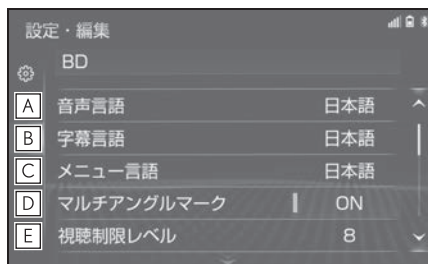 設定・編集
BD
A 音声言語 日本語
B 字幕言語 日本語
C メニュー言語 日本語
D マルチアングルマーク ON
E 視聴制限レベル 8